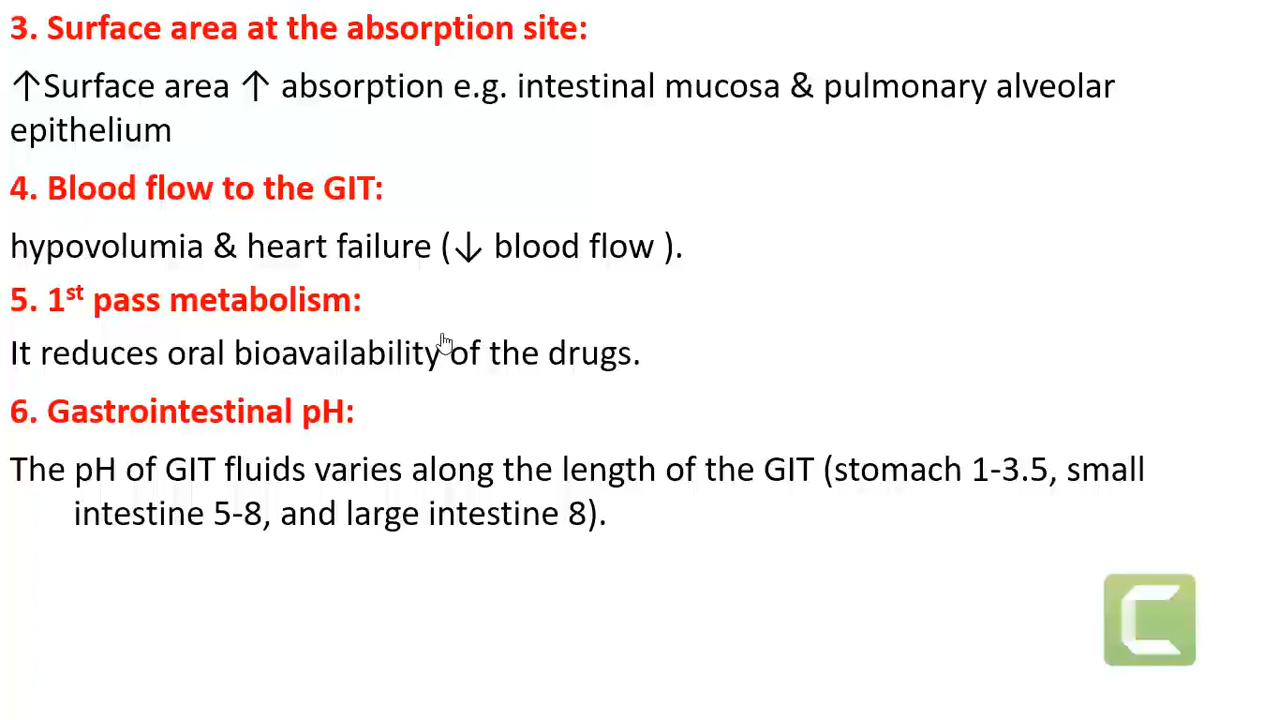 3. Surface area at the absorption site:
↑Surface area ↑ absorption e.g. intestinal mucosa & pulmonary alveolar
epithelium
4. Blood flow to the GIT:
hypovolumia & heart failure (↓ blood flow ).
5. 1st pass metabolism:
It reduces oral bioavailability of the drugs.
6. Gastrointestinal pH:
The pH of GIT fluids varies along the length of the GIT (stomach 1-3.5, small
intestine 5-8, and large intestine 8).